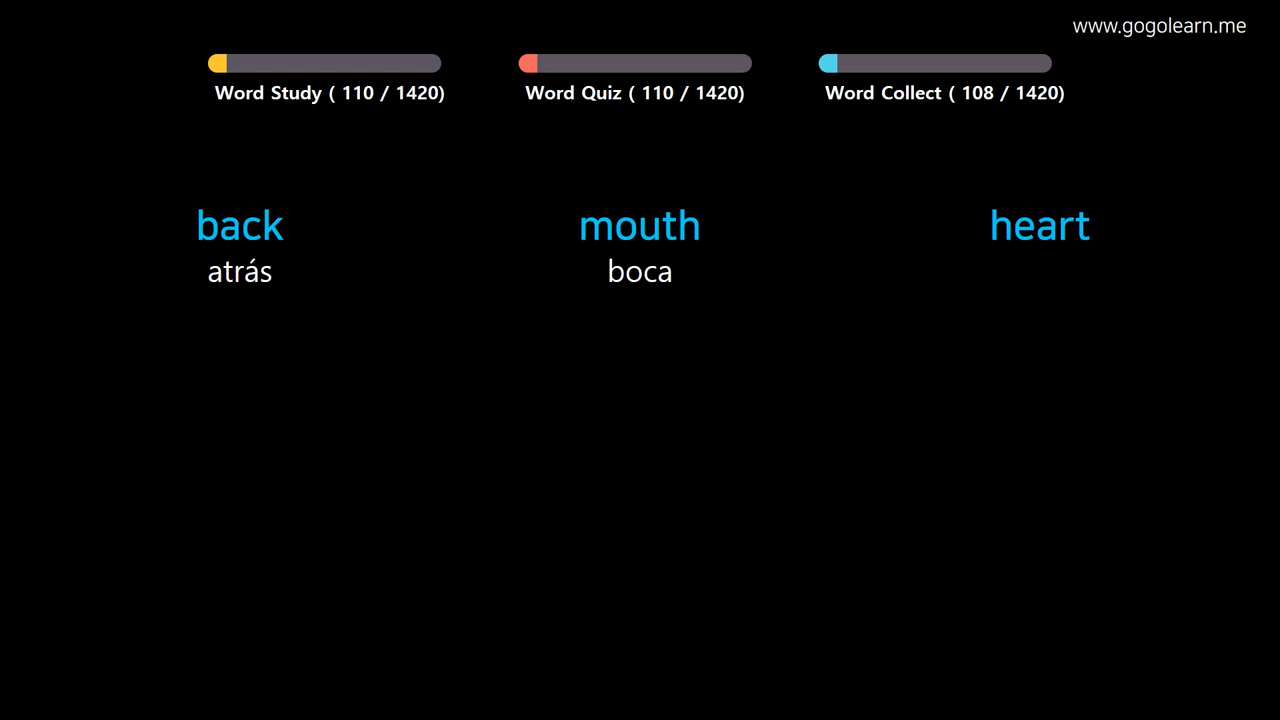 www.gogolearn.me
Word Study ( 110 / 1420)
Word Quiz ( 110 / 1420)
Word Collect ( 108 / 1420)
back
atrás
mouth
boca
heart